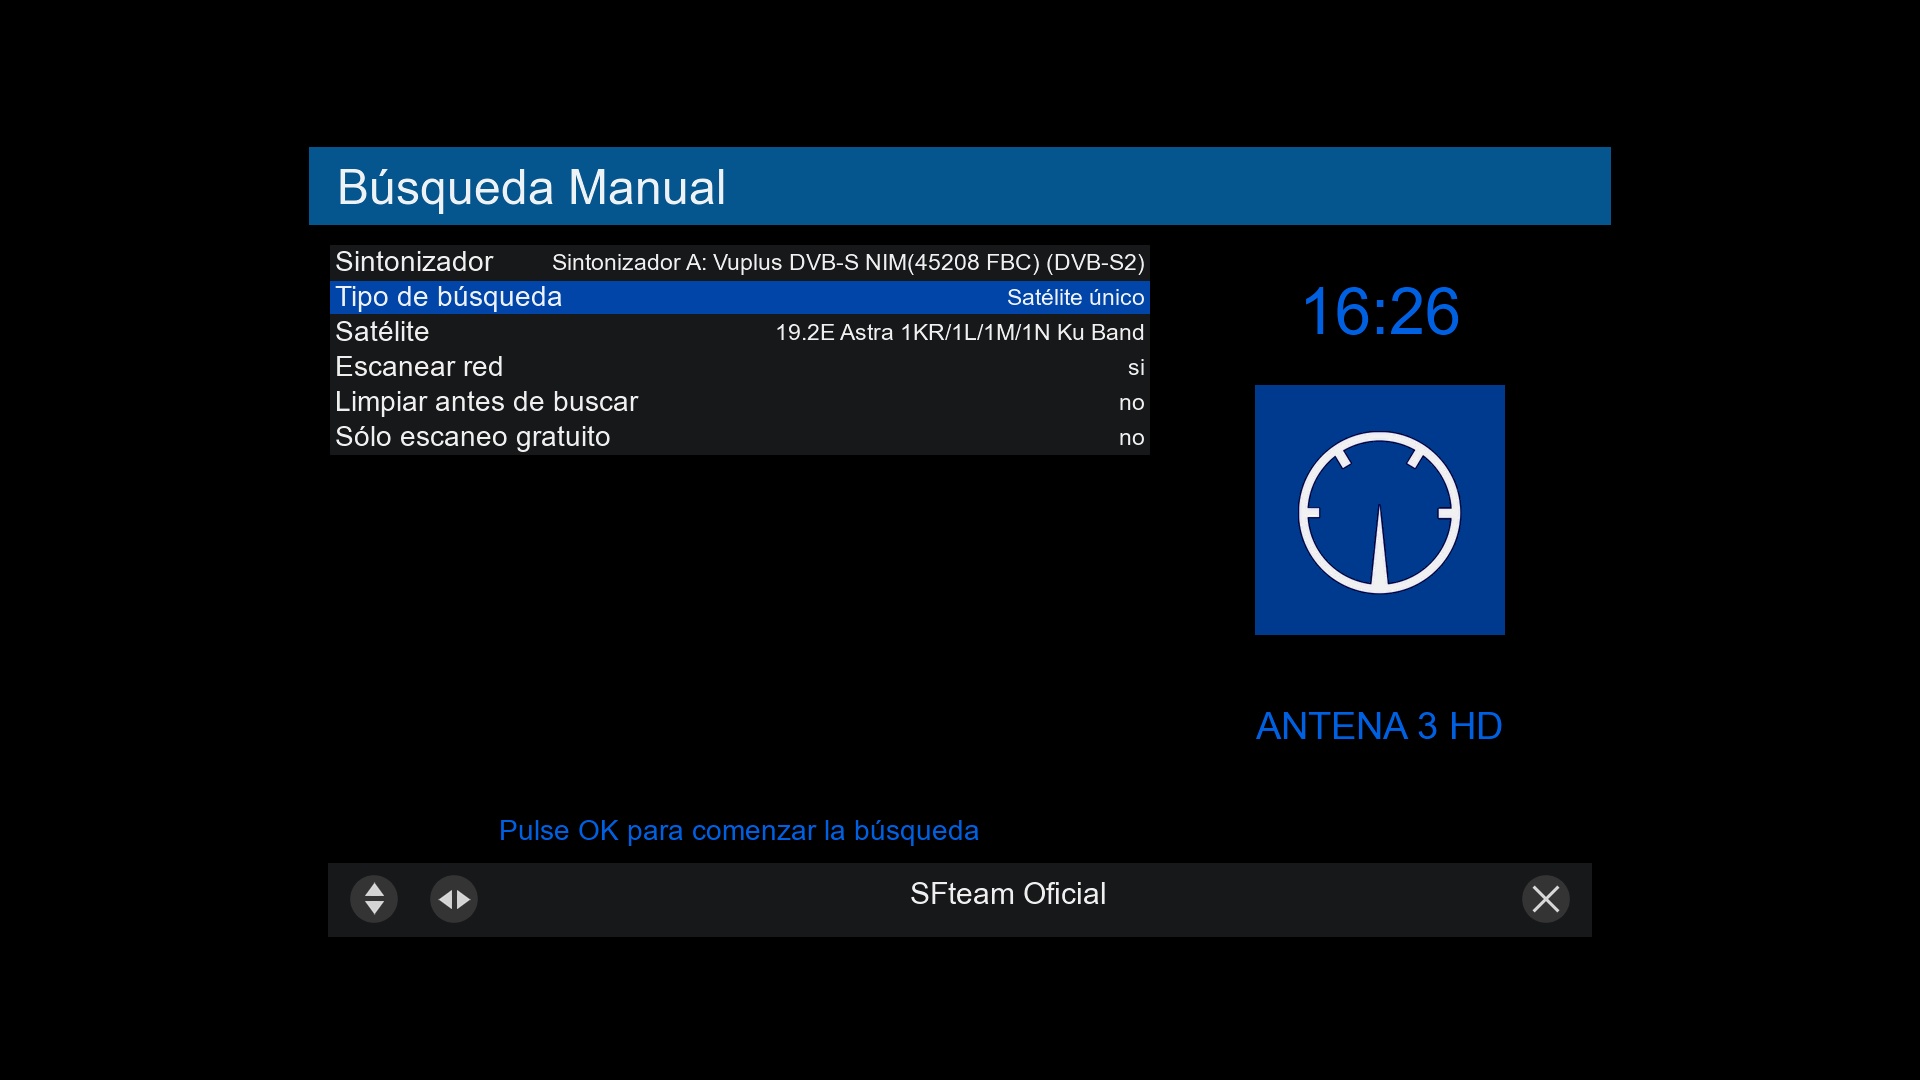 Búsqueda Manual
Sintonizador Sintonizador A: Vuplus DVB-S NIM(45208 FBC) (DVB-S2)
Tipo de búsqueda Satélite único
Satélite 19.2E Astra 1KR/1L/1M/1N Ku Band
Escanear red si
Limpiar antes de buscar no
Sólo escaneo gratuito no
16:26
ANTENA 3 HD
Pulse OK para comenzar la búsqueda
SFteam Oficial